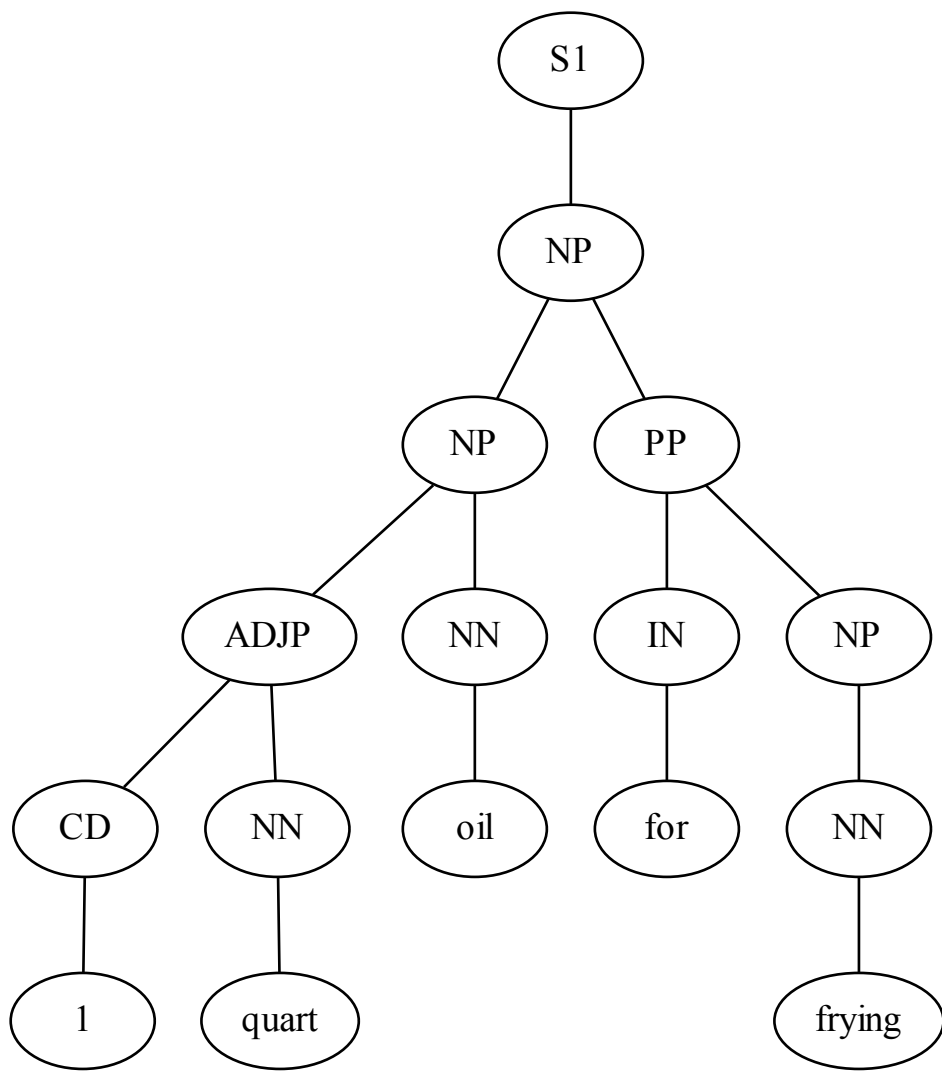 S1
NP
NP PP
ADJP NN IN NP
CD NN oil for NN
1 quart frying